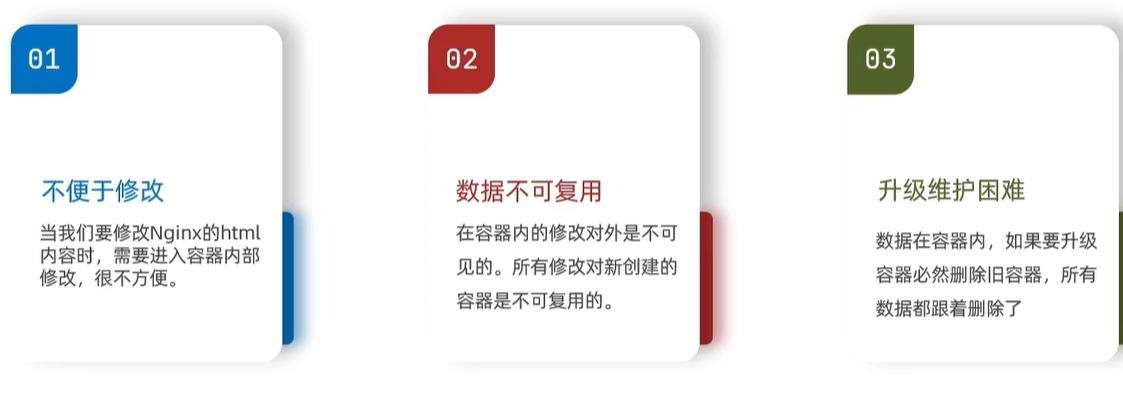 01
不便于修改
当我们要修改Nginx的html
内容时，需要进入容器内部
修改，很不方便。
02
数据不可复用
在容器内的修改对外是不可
见的。所有修改对新创建的
容器是不可复用的。
03
升级维护困难
数据在容器内，如果要升级
容器必然删除旧容器，所有
数据都跟着删除了